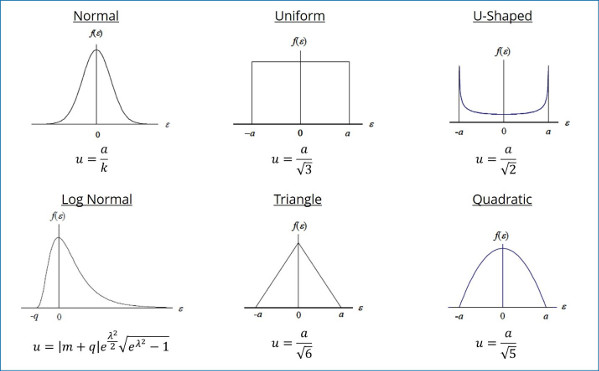 Normal
f(ε)
0
ε
u = a/k
Uniform
f(ε)
−a
0
a
ε
u = a/√3
U-Shaped
f(ε)
-a
0
a
ε
u = a/√2
Log Normal
f(ε)
-q
0
ε
u = |m + q|e^(λ²/2)√(e^(λ²) − 1)
Triangle
f(ε)
-a
0
a
ε
u = a/√6
Quadratic
f(ε)
-a
0
a
ε
u = a/√5